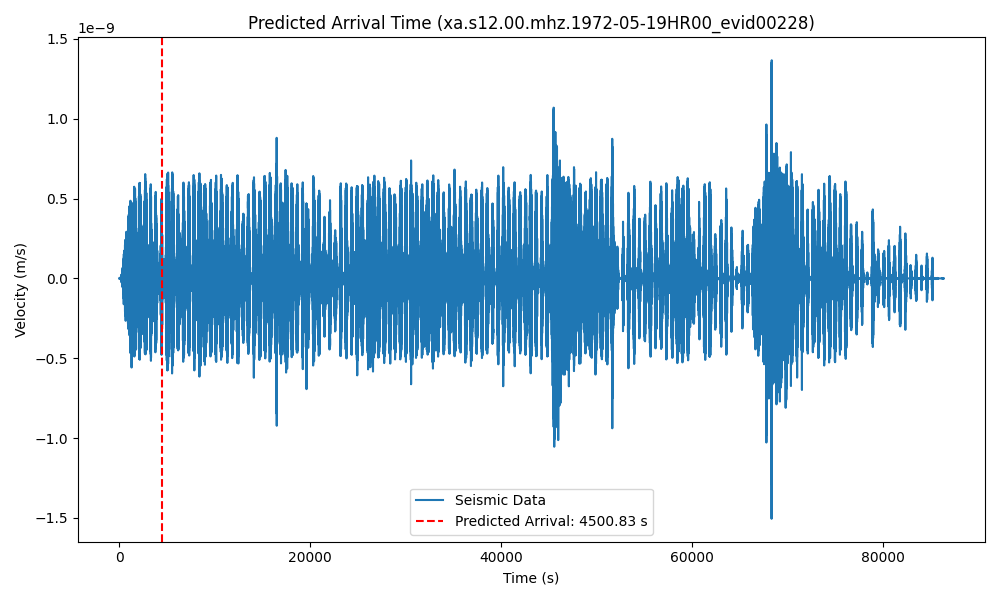 Predicted Arrival Time (xa.s12.00.mhz.1972-05-19HR00_evid00228)
1e−9
1.5
1.0
0.5
0.0
−0.5
−1.0
−1.5
Velocity (m/s)
Seismic Data
Predicted Arrival: 4500.83 s
0 20000 40000 60000 80000
Time (s)